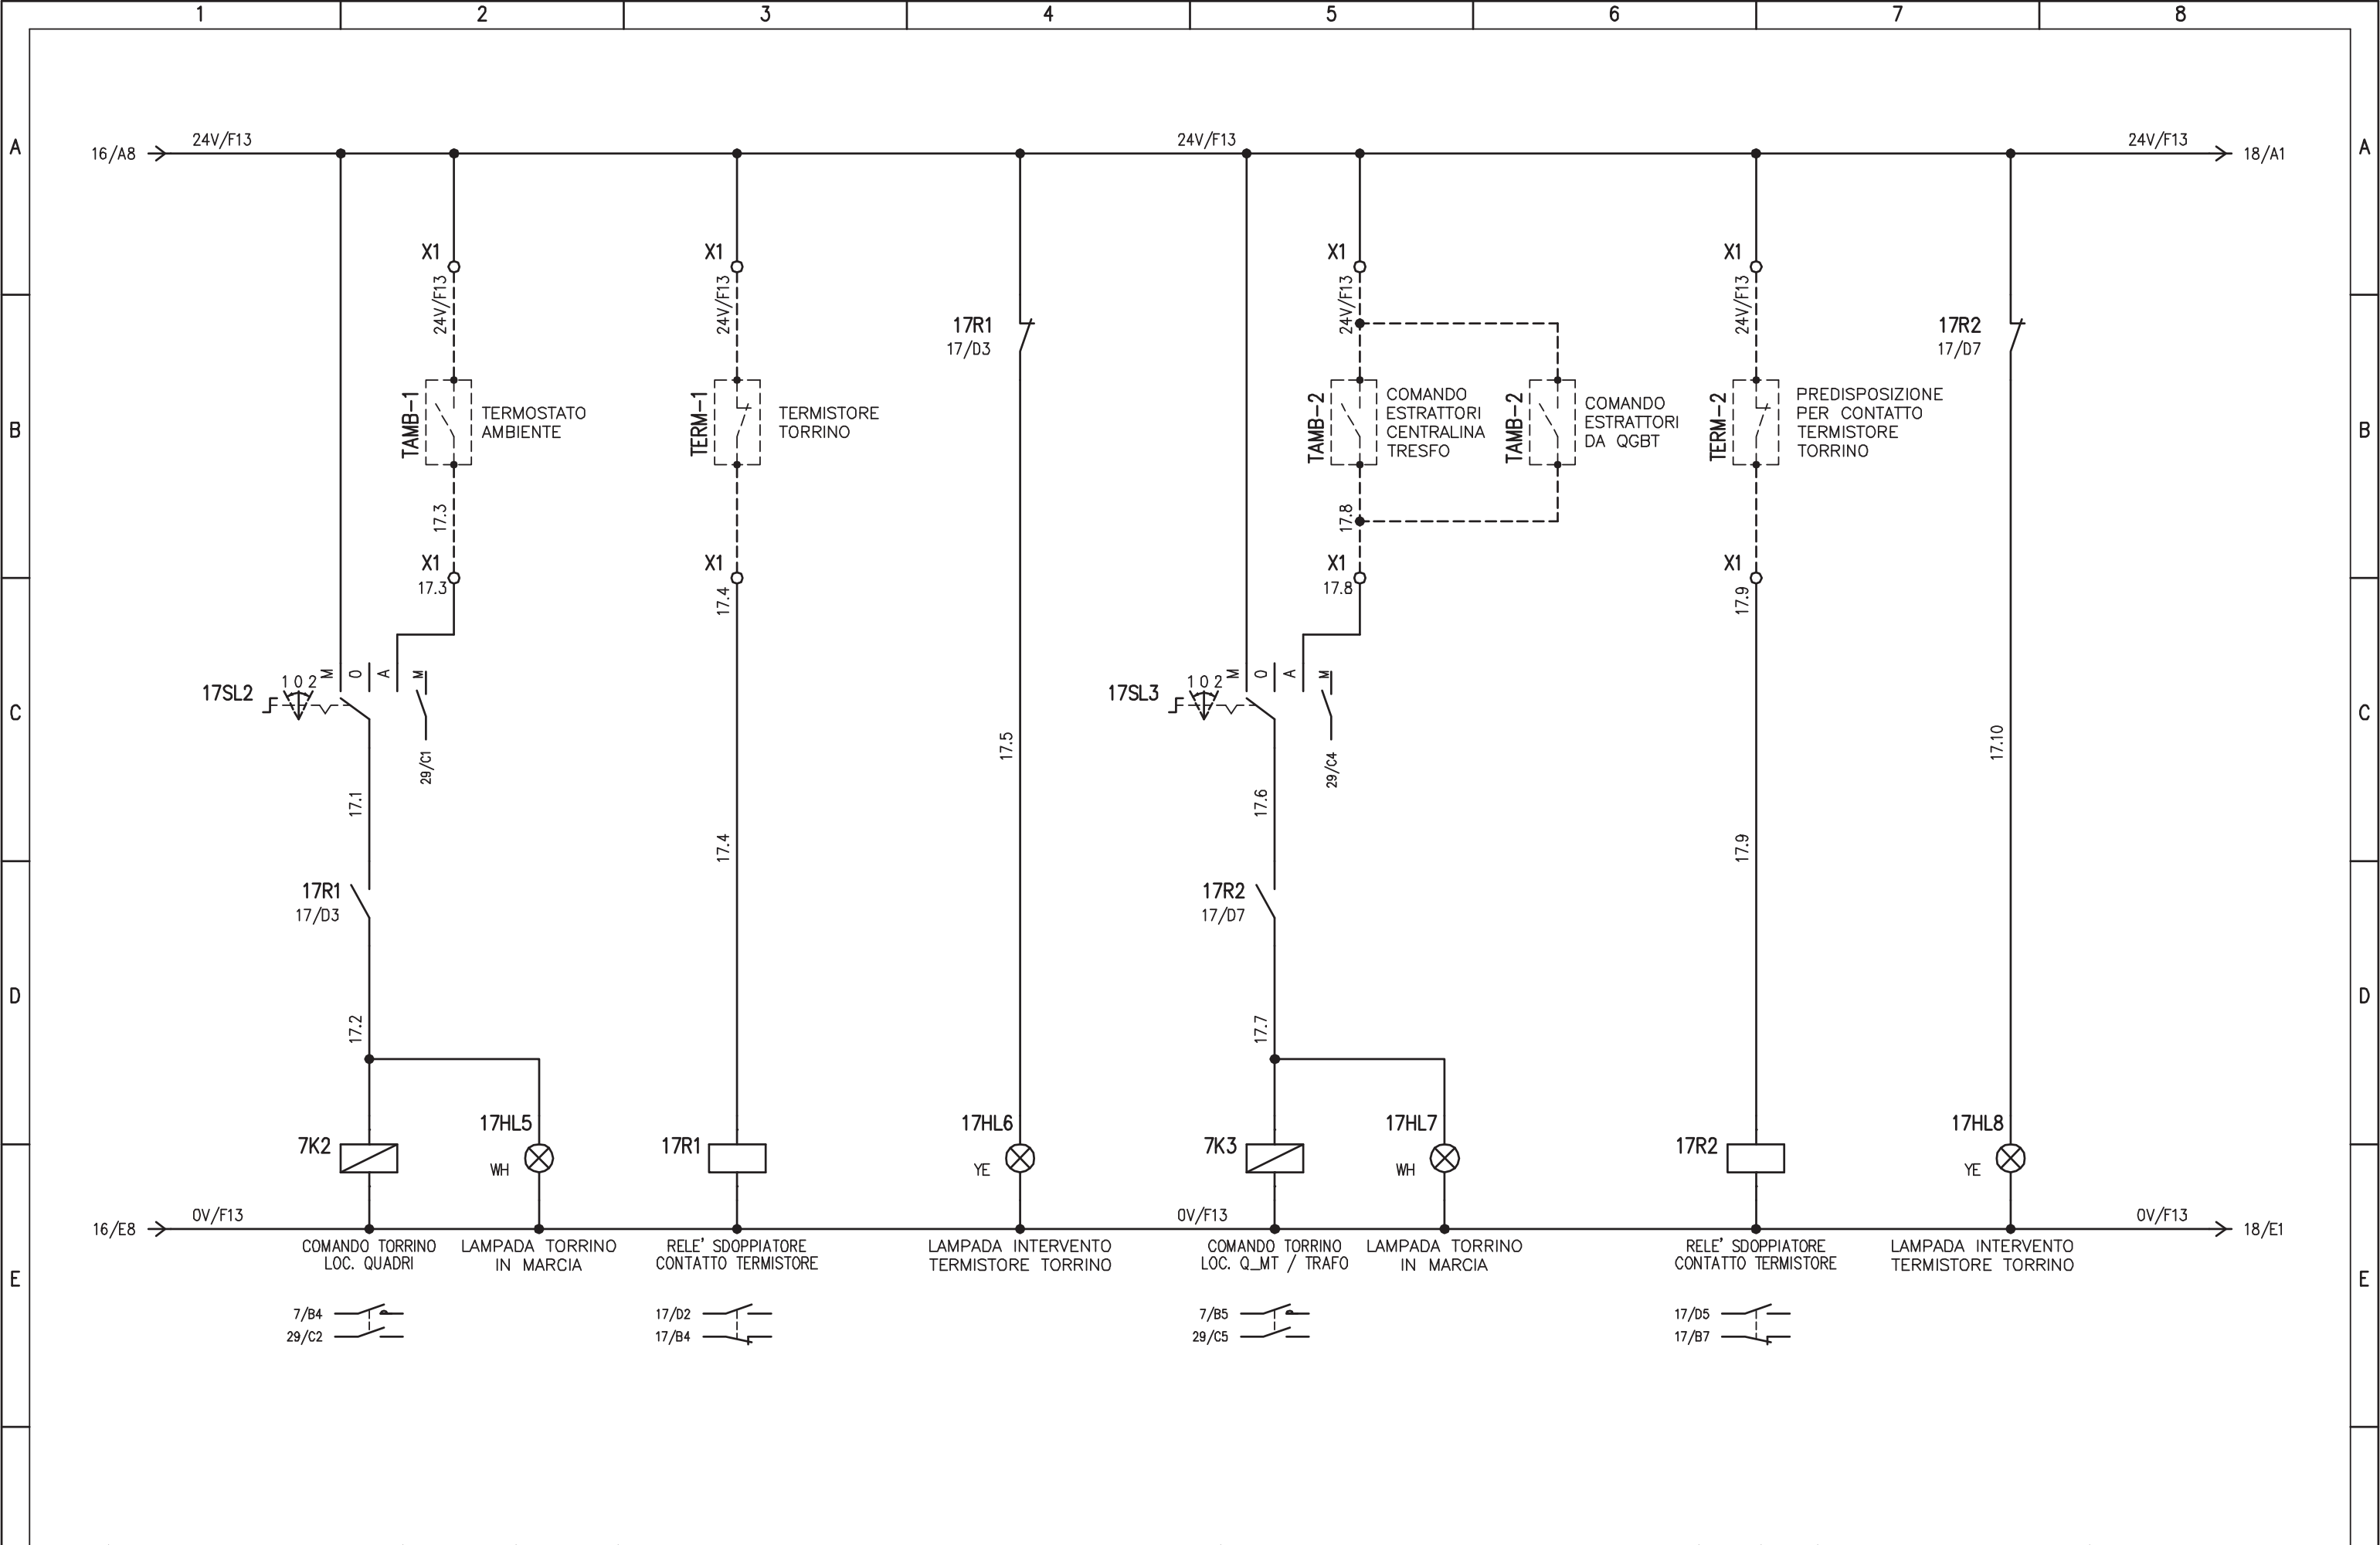 1 2 3 4 5 6 7 8
A A
16/A8 24V/F13 24V/F13 24V/F13 18/A1
X1 X1 X1 X1
24V/F13 24V/F13 24V/F13 24V/F13
17R1
17/D3
17R2
17/D7
B B
TAMB-1
TERMOSTATO
AMBIENTE
TERM-1
TERMISTORE
TORRINO
TAMB-2
COMANDO
ESTRATTORI
CENTRALINA
TRESFO
TAMB-2
COMANDO
ESTRATTORI
DA QGBT
TERM-2
PREDISPOSIZIONE
PER CONTATTO
TERMISTORE
TORRINO
17.3 17.8
X1 X1 X1 X1
17.3 17.4 17.8 17.9
C C
17SL2
1 0 2
M O A M
29/C1
17SL3
1 0 2
M O A M
29/C4
17.5 17.10
17.1 17.6
17.4 17.9
17R1
17/D3
17R2
17/D7
D D
17.2 17.7
7K2
17HL5
WH
17R1
17HL6
YE
7K3
17HL7
WH
17R2
17HL8
YE
16/E8 0V/F13 0V/F13 0V/F13 18/E1
E E
COMANDO TORRINO
LOC. QUADRI
LAMPADA TORRINO
IN MARCIA
RELE' SDOPPIATORE
CONTATTO TERMISTORE
LAMPADA INTERVENTO
TERMISTORE TORRINO
COMANDO TORRINO
LOC. Q_MT / TRAFO
LAMPADA TORRINO
IN MARCIA
RELE' SDOPPIATORE
CONTATTO TERMISTORE
LAMPADA INTERVENTO
TERMISTORE TORRINO
7/B4
29/C2
17/D2
17/B4
7/B5
29/C5
17/D5
17/B7